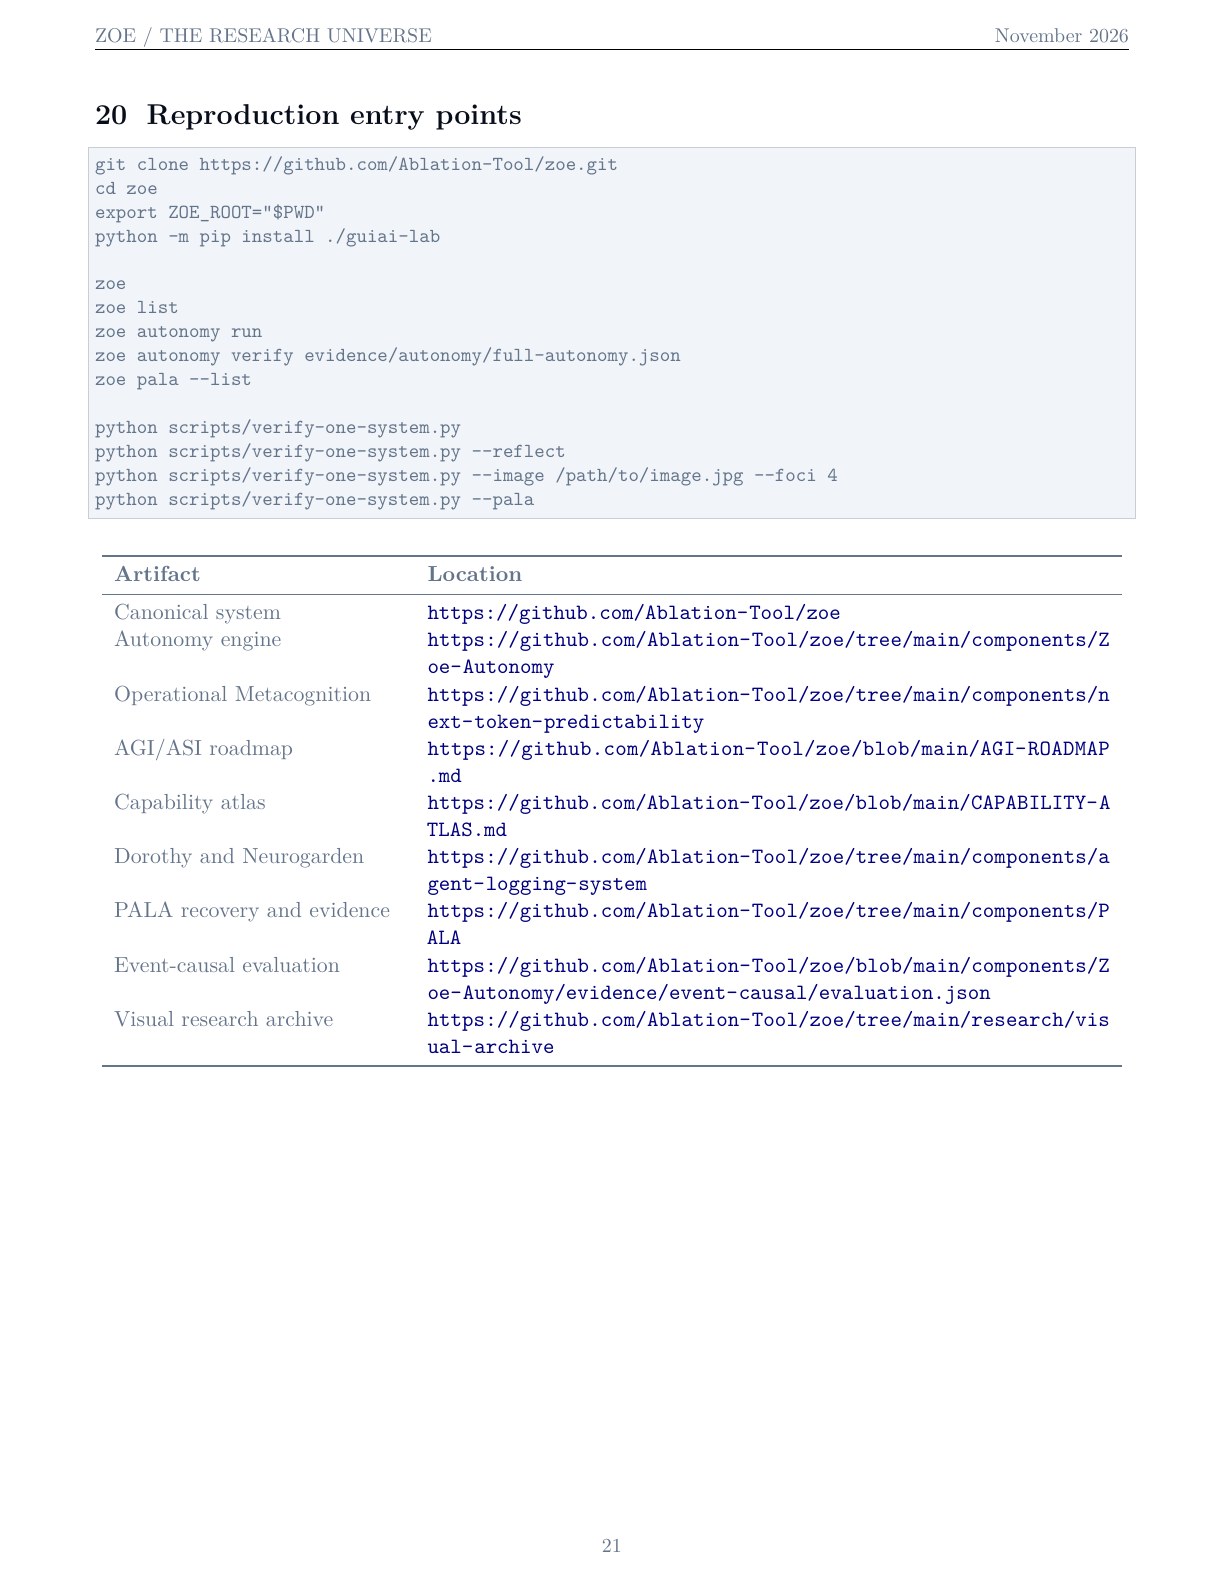 ZOE / THE RESEARCH UNIVERSE November 2026
20 Reproduction entry points
git clone https://github.com/Ablation-Tool/zoe.git
cd zoe
export ZOE_ROOT="$PWD"
python -m pip install ./guiai-lab
zoe
zoe list
zoe autonomy run
zoe autonomy verify evidence/autonomy/full-autonomy.json
zoe pala --list
python scripts/verify-one-system.py
python scripts/verify-one-system.py --reflect
python scripts/verify-one-system.py --image /path/to/image.jpg --foci 4
python scripts/verify-one-system.py --pala
Artifact Location
Canonical system https://github.com/Ablation-Tool/zoe
Autonomy engine https://github.com/Ablation-Tool/zoe/tree/main/components/Z
oe-Autonomy
Operational Metacognition https://github.com/Ablation-Tool/zoe/tree/main/components/n
ext-token-predictability
AGI/ASI roadmap https://github.com/Ablation-Tool/zoe/blob/main/AGI-ROADMAP
.md
Capability atlas https://github.com/Ablation-Tool/zoe/blob/main/CAPABILITY-A
TLAS.md
Dorothy and Neurogarden https://github.com/Ablation-Tool/zoe/tree/main/components/a
gent-logging-system
PALA recovery and evidence https://github.com/Ablation-Tool/zoe/tree/main/components/P
ALA
Event-causal evaluation https://github.com/Ablation-Tool/zoe/blob/main/components/Z
oe-Autonomy/evidence/event-causal/evaluation.json
Visual research archive https://github.com/Ablation-Tool/zoe/tree/main/research/vis
ual-archive
21